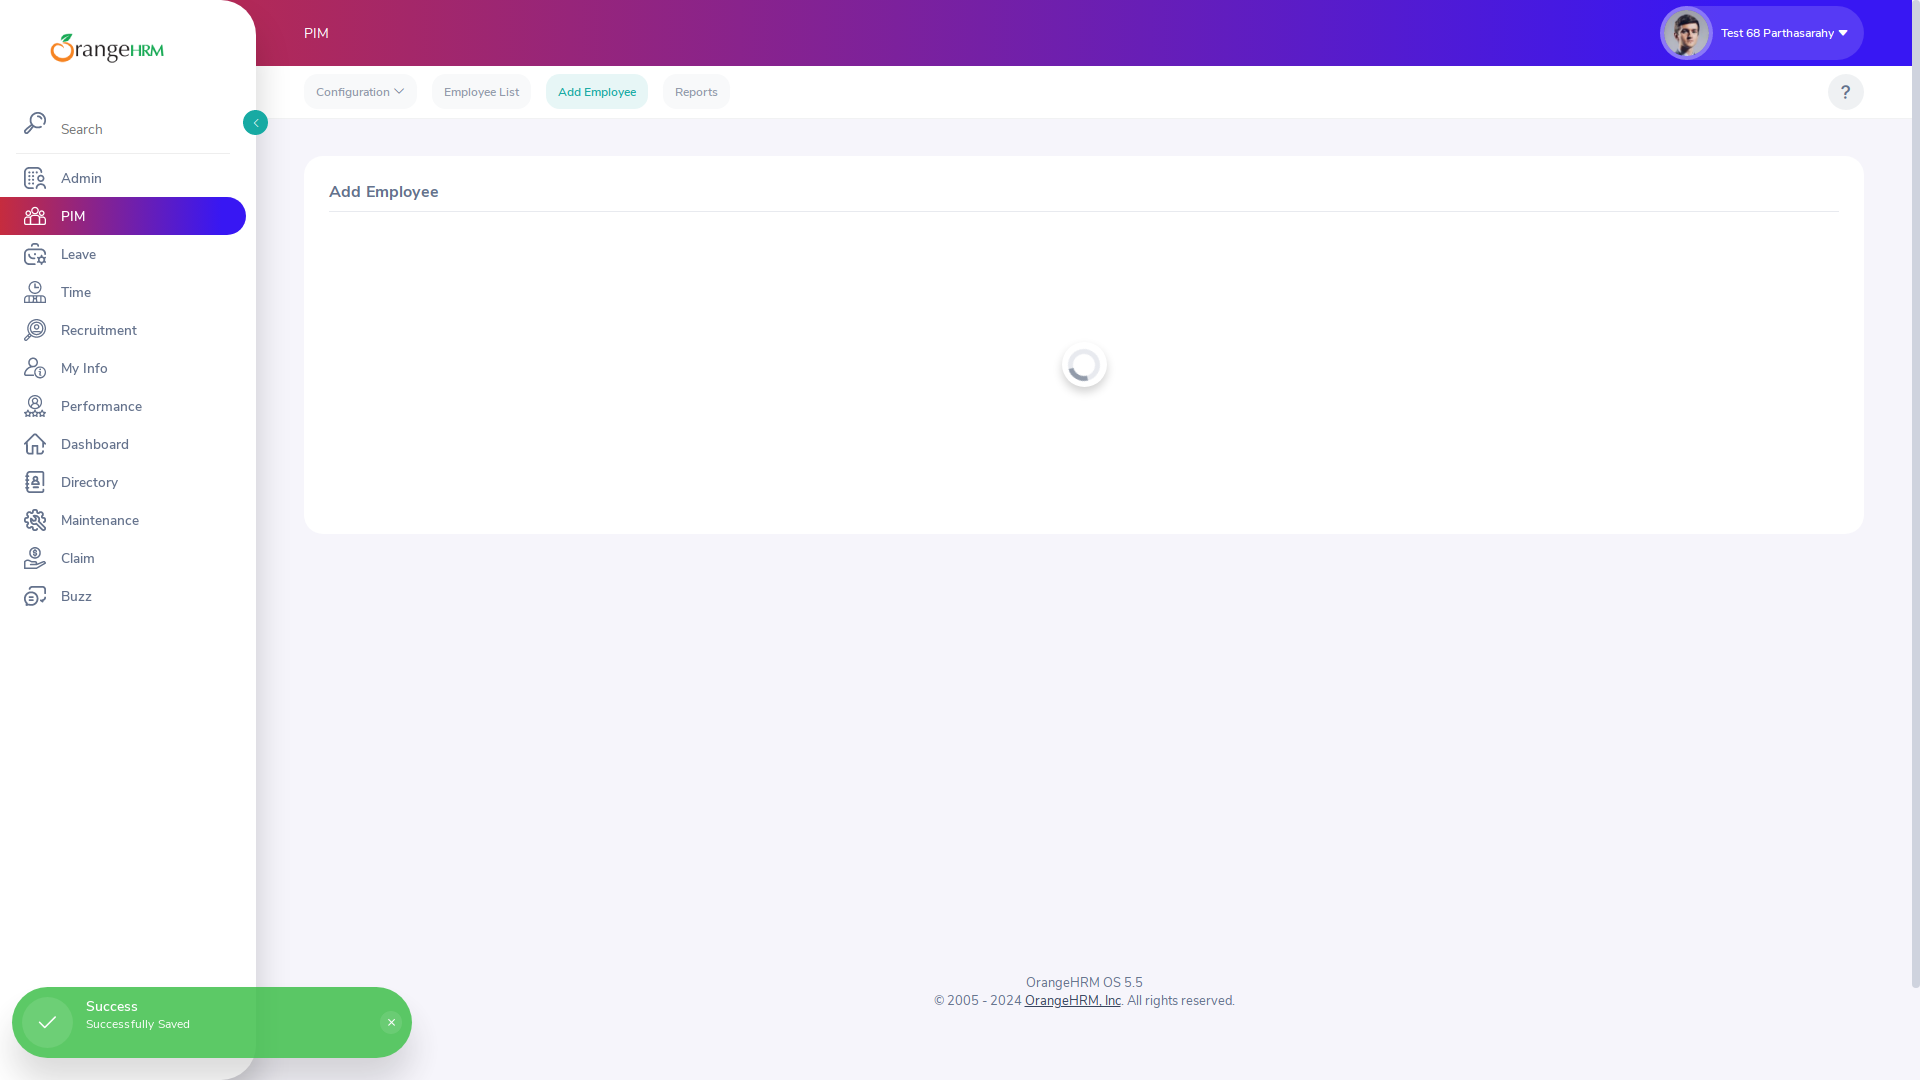 OrangeHRM
PIM
Test 68 Parthasarahy
Configuration
Employee List
Add Employee
Reports
?
Search
Admin
PIM
Leave
Time
Recruitment
My Info
Performance
Dashboard
Directory
Maintenance
Claim
Buzz
Add Employee
OrangeHRM OS 5.5
© 2005 - 2024 OrangeHRM, Inc. All rights reserved.
Success
Successfully Saved